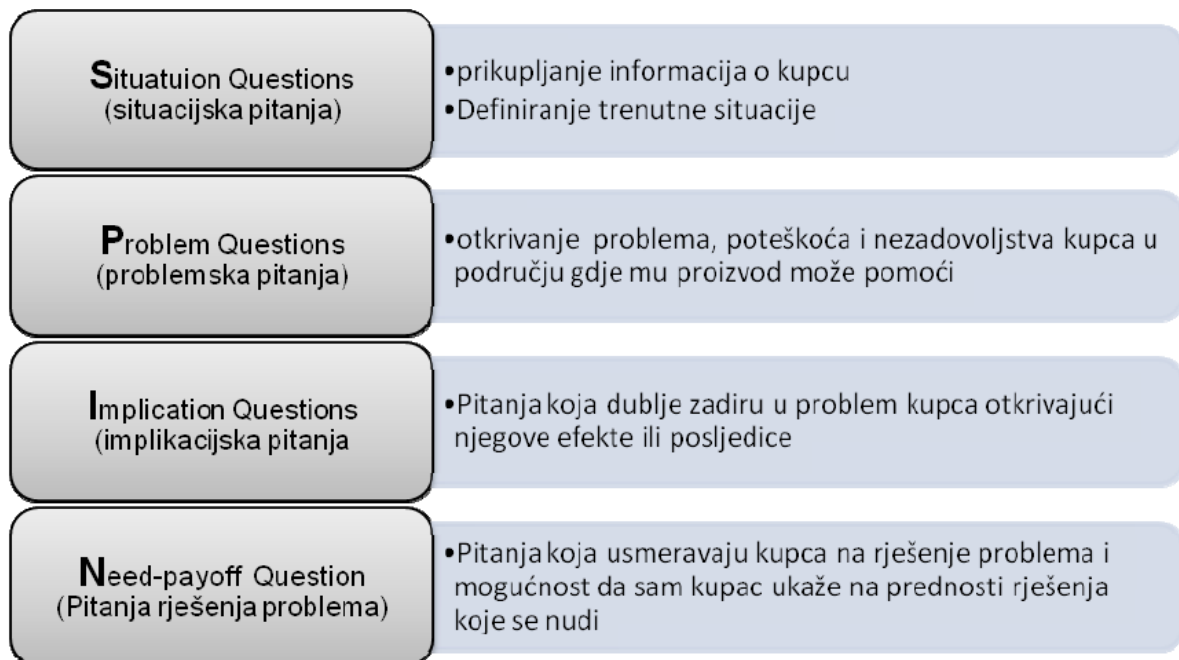 Situatuion Questions
(situacijska pitanja)
•prikupljanje informacija o kupcu
•Definiranje trenutne situacije
Problem Questions
(problemska pitanja)
•otkrivanje problema, poteškoća i nezadovoljstva kupca u
području gdje mu proizvod može pomoći
Implication Questions
(implikacijska pitanja
•Pitanja koja dublje zadiru u problem kupca otkrivajući
njegove efekte ili posljedice
Need-payoff Question
(Pitanja rješenja problema)
•Pitanja koja usmeravaju kupca na rješenje problema i
mogućnost da sam kupac ukaže na prednosti rješenja
koje se nudi